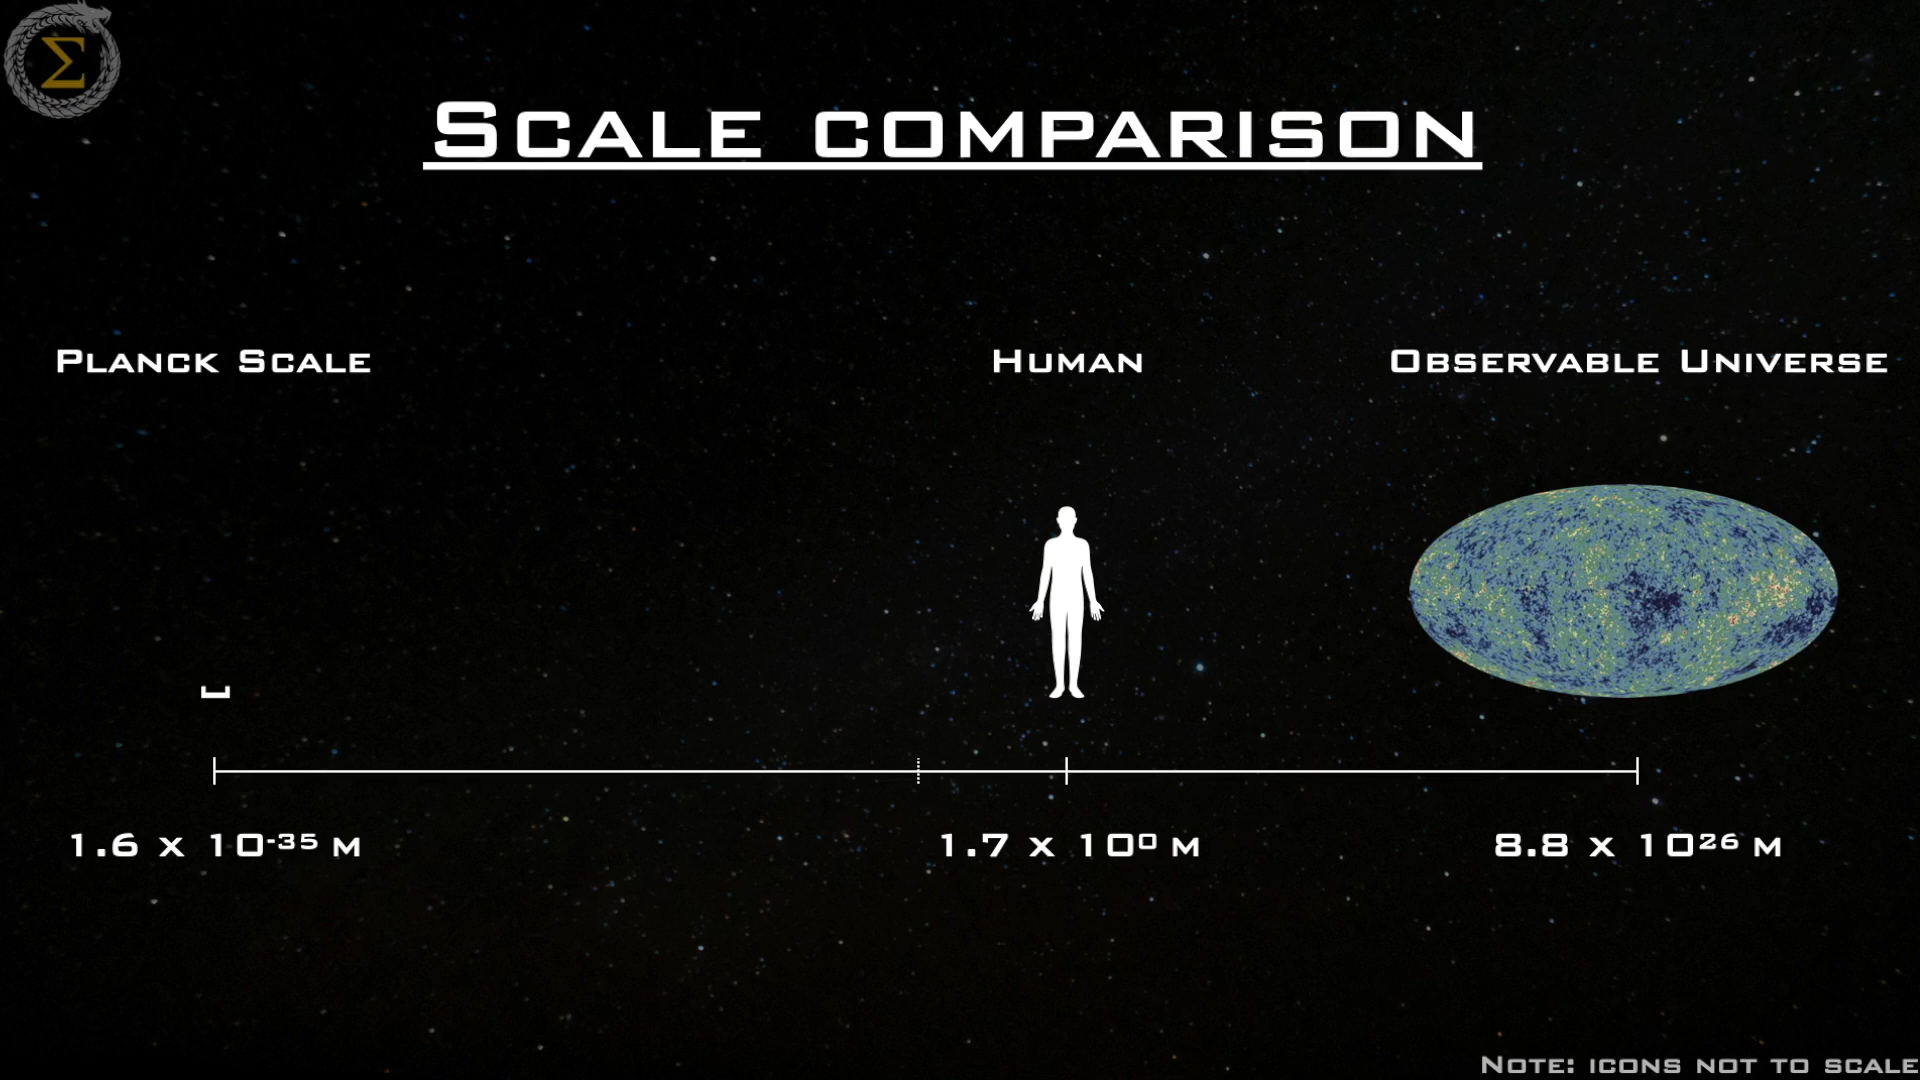 Σ
Scale comparison
Planck Scale
Human
Observable Universe
1.6 x 10⁻³⁵ m
1.7 x 10⁰ m
8.8 x 10²⁶ m
Note: icons not to scale